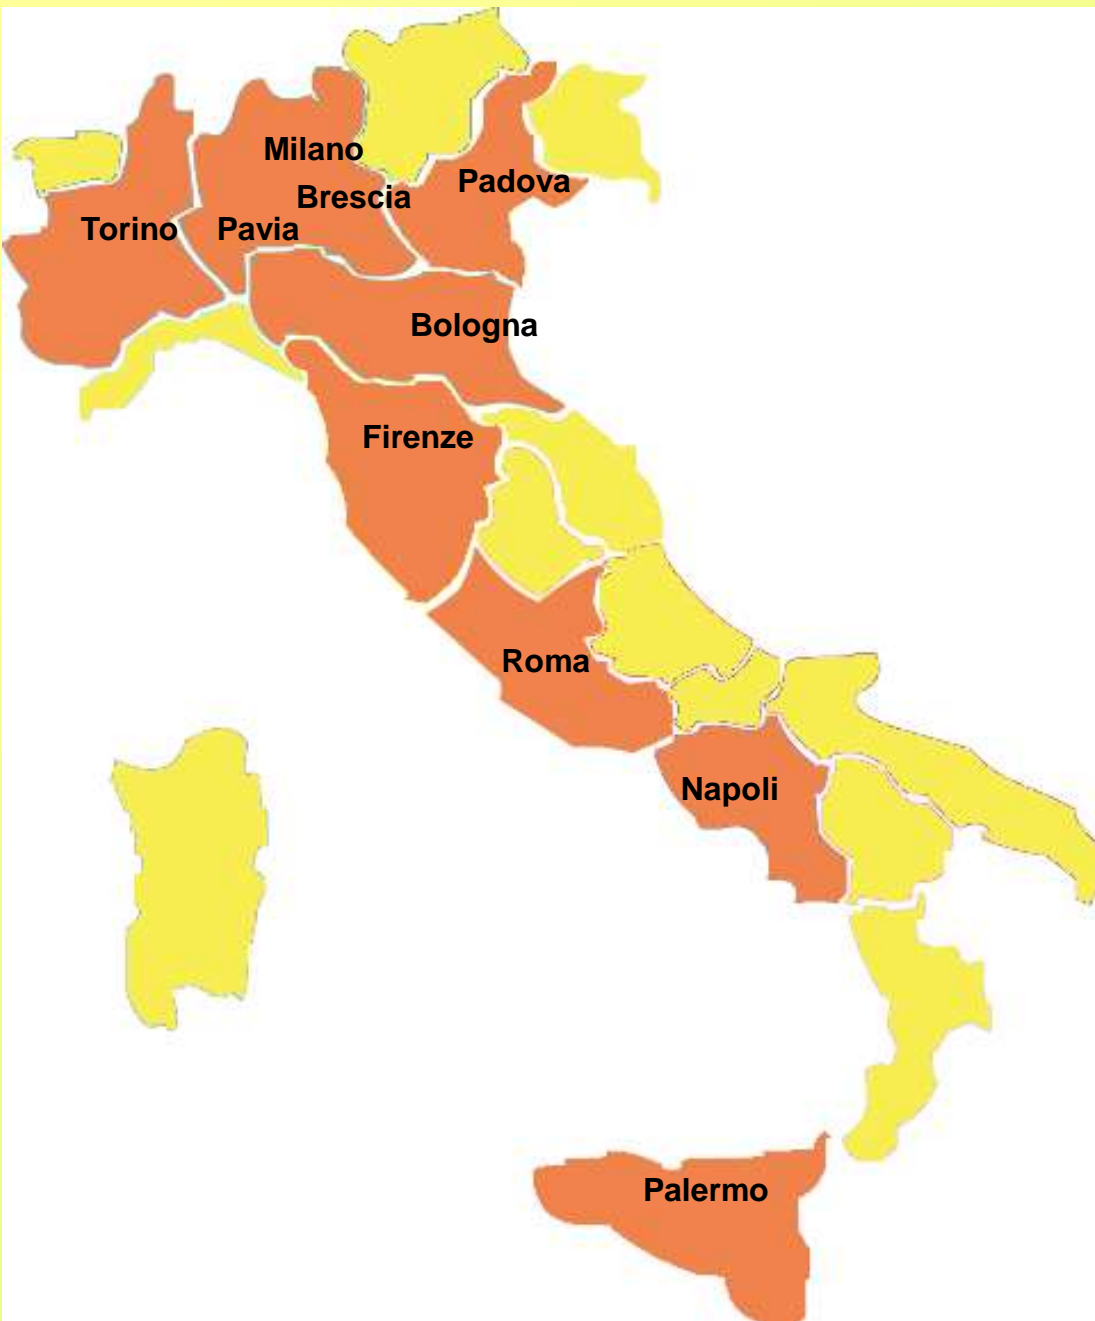 Milano
Brescia
Padova
Torino
Pavia
Bologna
Firenze
Roma
Napoli
Palermo